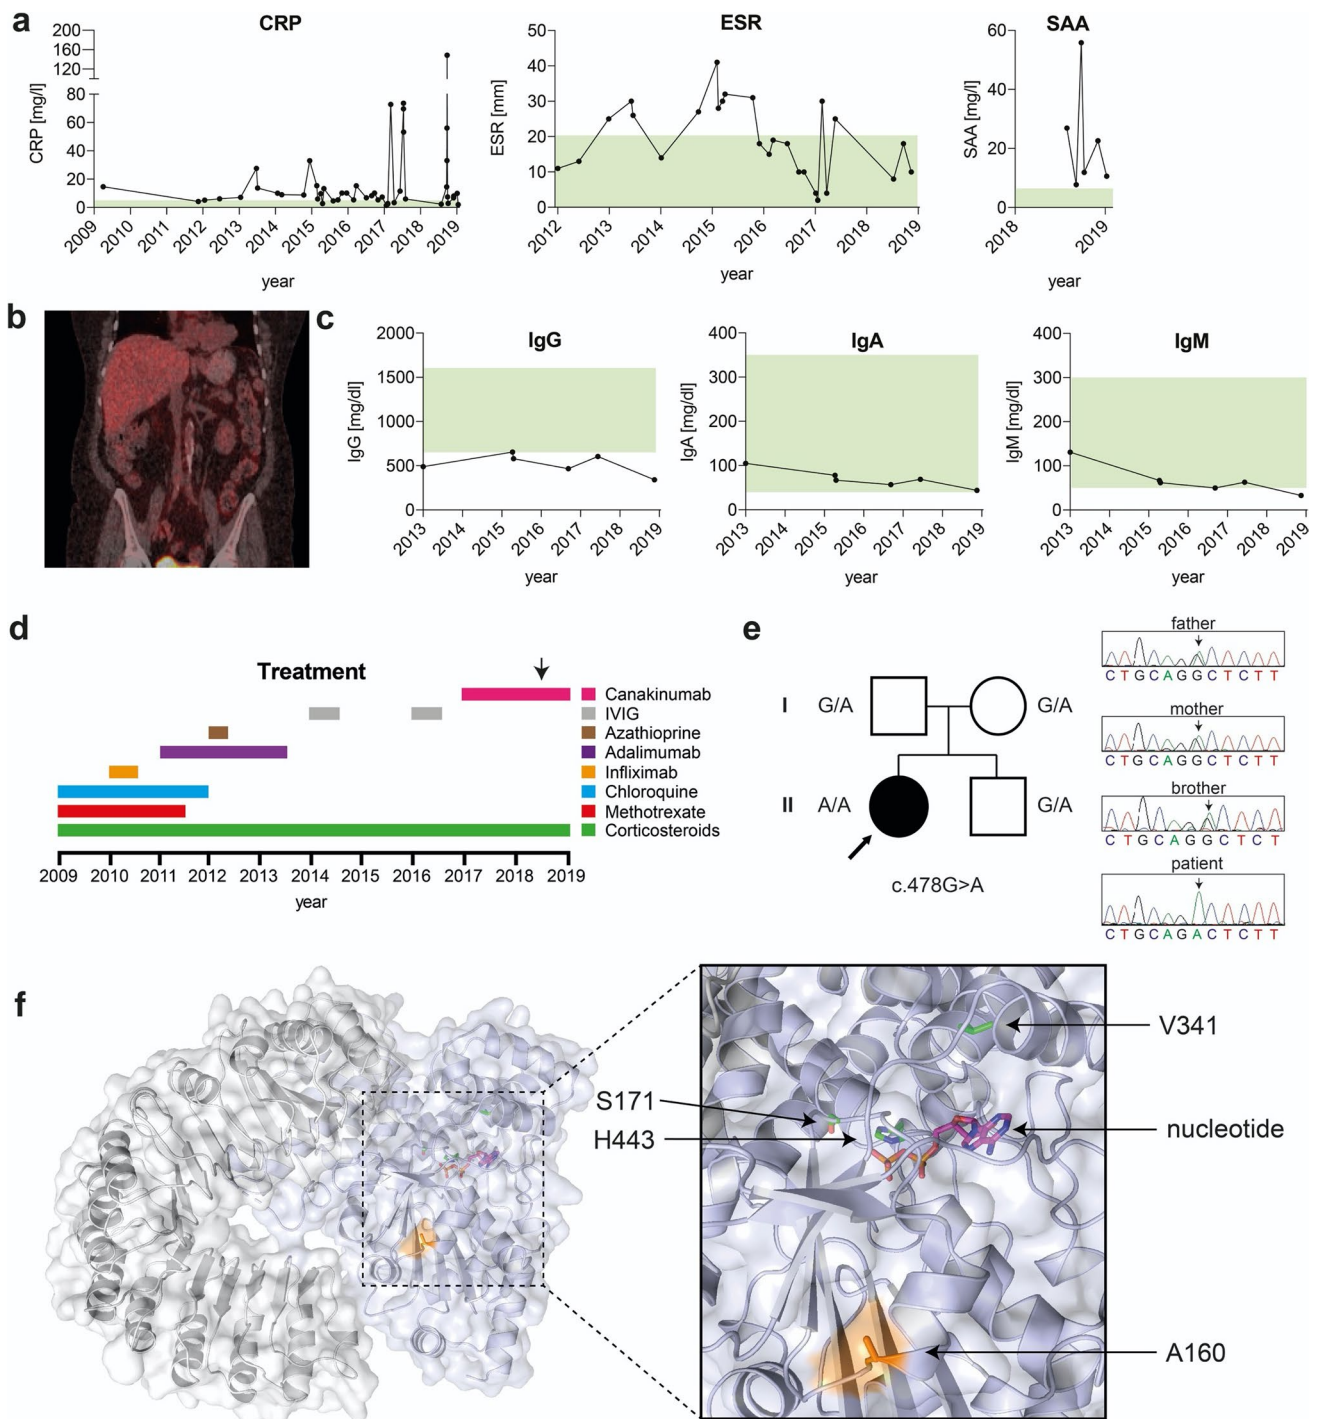 a
CRP
ESR
SAA
CRP [mg/l]
200
160
120
80
60
40
20
0
2009
2010
2011
2012
2013
2014
2015
2016
2017
2018
2019
year
ESR [mm]
50
40
30
20
10
0
2012
2013
2014
2015
2016
2017
2018
2019
year
SAA [mg/l]
60
40
20
0
2018
2019
year
b
c
IgG
IgG [mg/dl]
2000
1500
1000
500
0
2013
2014
2015
2016
2017
2018
2019
year
IgA
IgA [mg/dl]
400
300
200
100
0
2013
2014
2015
2016
2017
2018
2019
year
IgM
IgM [mg/dl]
400
300
200
100
0
2013
2014
2015
2016
2017
2018
2019
year
d
Treatment
Canakinumab
IVIG
Azathioprine
Adalimumab
Infliximab
Chloroquine
Methotrexate
Corticosteroids
2009 2010 2011 2012 2013 2014 2015 2016 2017 2018 2019
year
e
I G/A G/A
II A/A G/A
c.478G>A
father
C T G C A G G C T C T T
mother
C T G C A G G C T C T T
brother
C T G C A G G C T C T
patient
C T G C A G A C T C T T
f
V341
S171
H443
nucleotide
A160